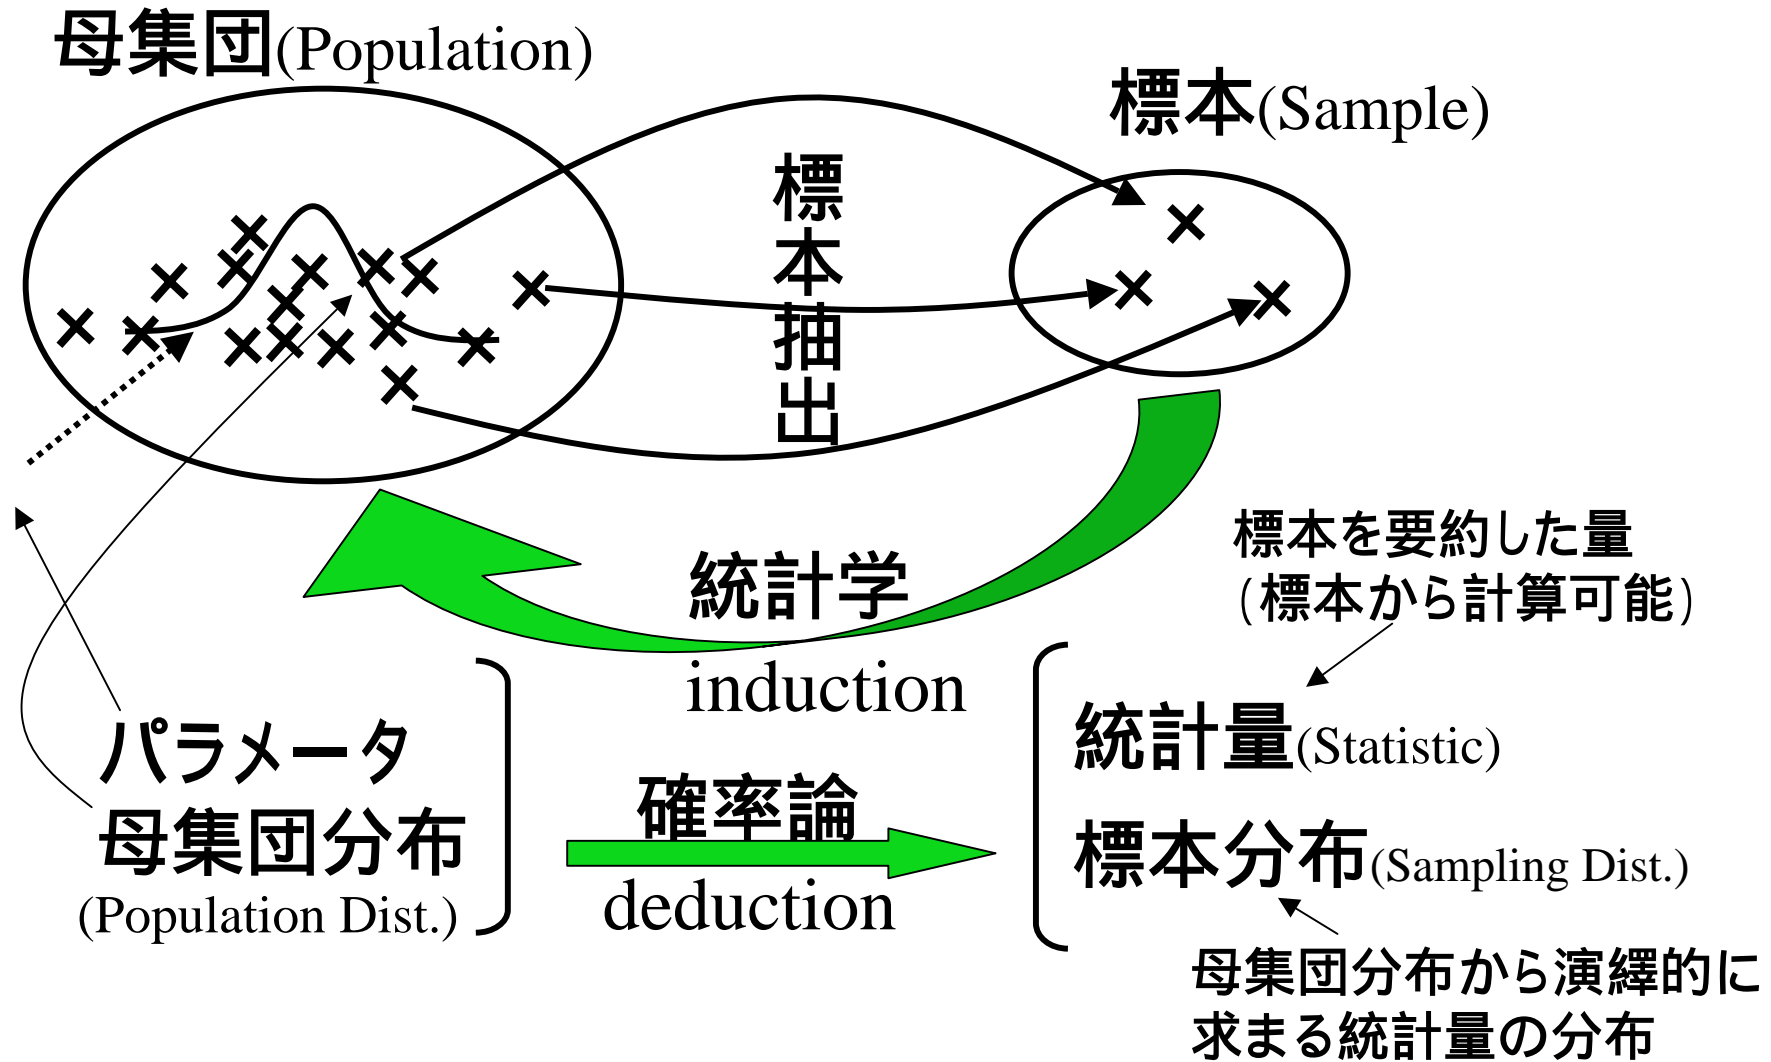 母集団(Population)
標本(Sample)
標本抽出
統計学
induction
標本を要約した量
(標本から計算可能)
パラメータ
母集団分布
(Population Dist.)
確率論
deduction
統計量(Statistic)
標本分布(Sampling Dist.)
母集団分布から演繹的に
求まる統計量の分布